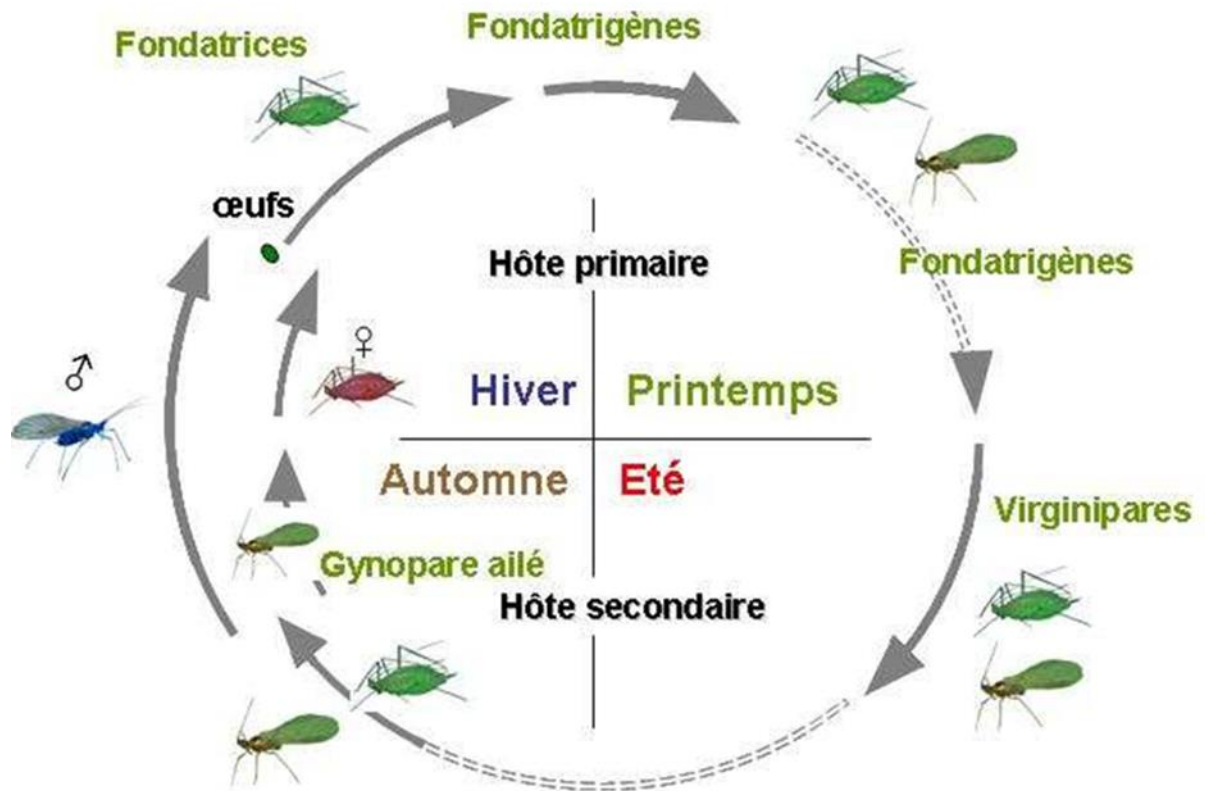 Fondatrices
Fondatrigènes
œufs
Hôte primaire
Fondatrigènes
♂
♀
Hiver
Printemps
Automne
Eté
Virginipares
Gynopare ailé
Hôte secondaire